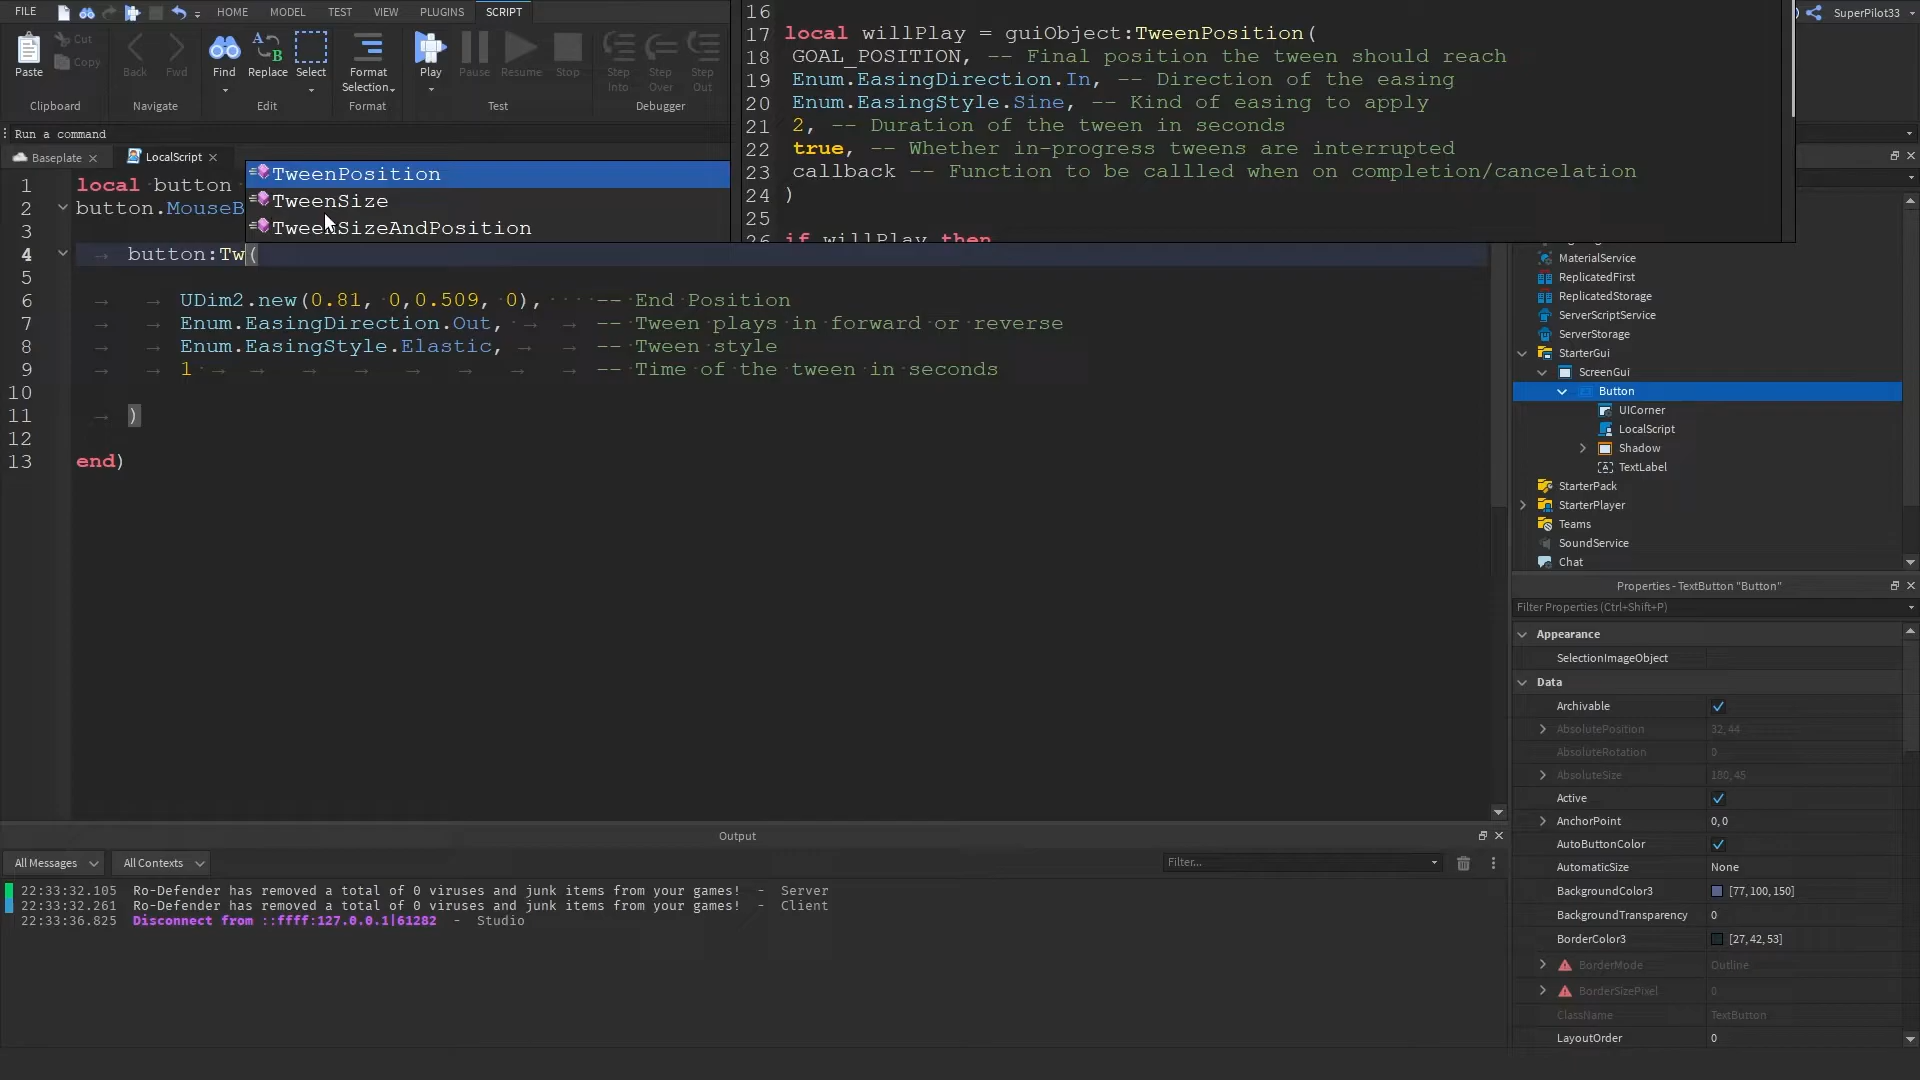 FILE HOME MODEL TEST VIEW PLUGINS SCRIPT
SuperPilot33
Paste Cut Copy
Back Fwd
Find Replace Select
Format Selection
Play Pause Resume Stop
Step Into Step Over Step Out
Clipboard Navigate Edit Format Test Debugger
Run a command
Baseplate LocalScript
16
17 local willPlay = guiObject:TweenPosition(
18 GOAL_POSITION, -- Final position the tween should reach
19 Enum.EasingDirection.In, -- Direction of the easing
20 Enum.EasingStyle.Sine, -- Kind of easing to apply
21 2, -- Duration of the tween in seconds
22 true, -- Whether in-progress tweens are interrupted
23 callback -- Function to be callled when on completion/cancelation
24 )
25
26 if willPlay then
TweenPosition
TweenSize
TweenSizeAndPosition
1 local button
2 button.MouseB
3
4 button:Tw(
5
6 UDim2.new(0.81, 0,0.509, 0), -- End Position
7 Enum.EasingDirection.Out, -- Tween plays in forward or reverse
8 Enum.EasingStyle.Elastic, -- Tween style
9 1 -- Time of the tween in seconds
10
11 )
12
13 end)
MaterialService
ReplicatedFirst
ReplicatedStorage
ServerScriptService
ServerStorage
StarterGui
ScreenGui
Button
UICorner
LocalScript
Shadow
TextLabel
StarterPack
StarterPlayer
Teams
SoundService
Chat
Properties - TextButton "Button"
Filter Properties (Ctrl+Shift+P)
Appearance
SelectionImageObject
Data
Archivable
AbsolutePosition 32, 44
AbsoluteRotation 0
AbsoluteSize 180, 45
Active
AnchorPoint 0, 0
AutoButtonColor
AutomaticSize None
BackgroundColor3 [77, 100, 150]
BackgroundTransparency 0
BorderColor3 [27, 42, 53]
BorderMode Outline
BorderSizePixel 0
ClassName TextButton
LayoutOrder 0
Output
All Messages All Contexts Filter...
22:33:32.105 Ro-Defender has removed a total of 0 viruses and junk items from your games! - Server
22:33:32.261 Ro-Defender has removed a total of 0 viruses and junk items from your games! - Client
22:33:36.825 Disconnect from ::ffff:127.0.0.1|61282 - Studio